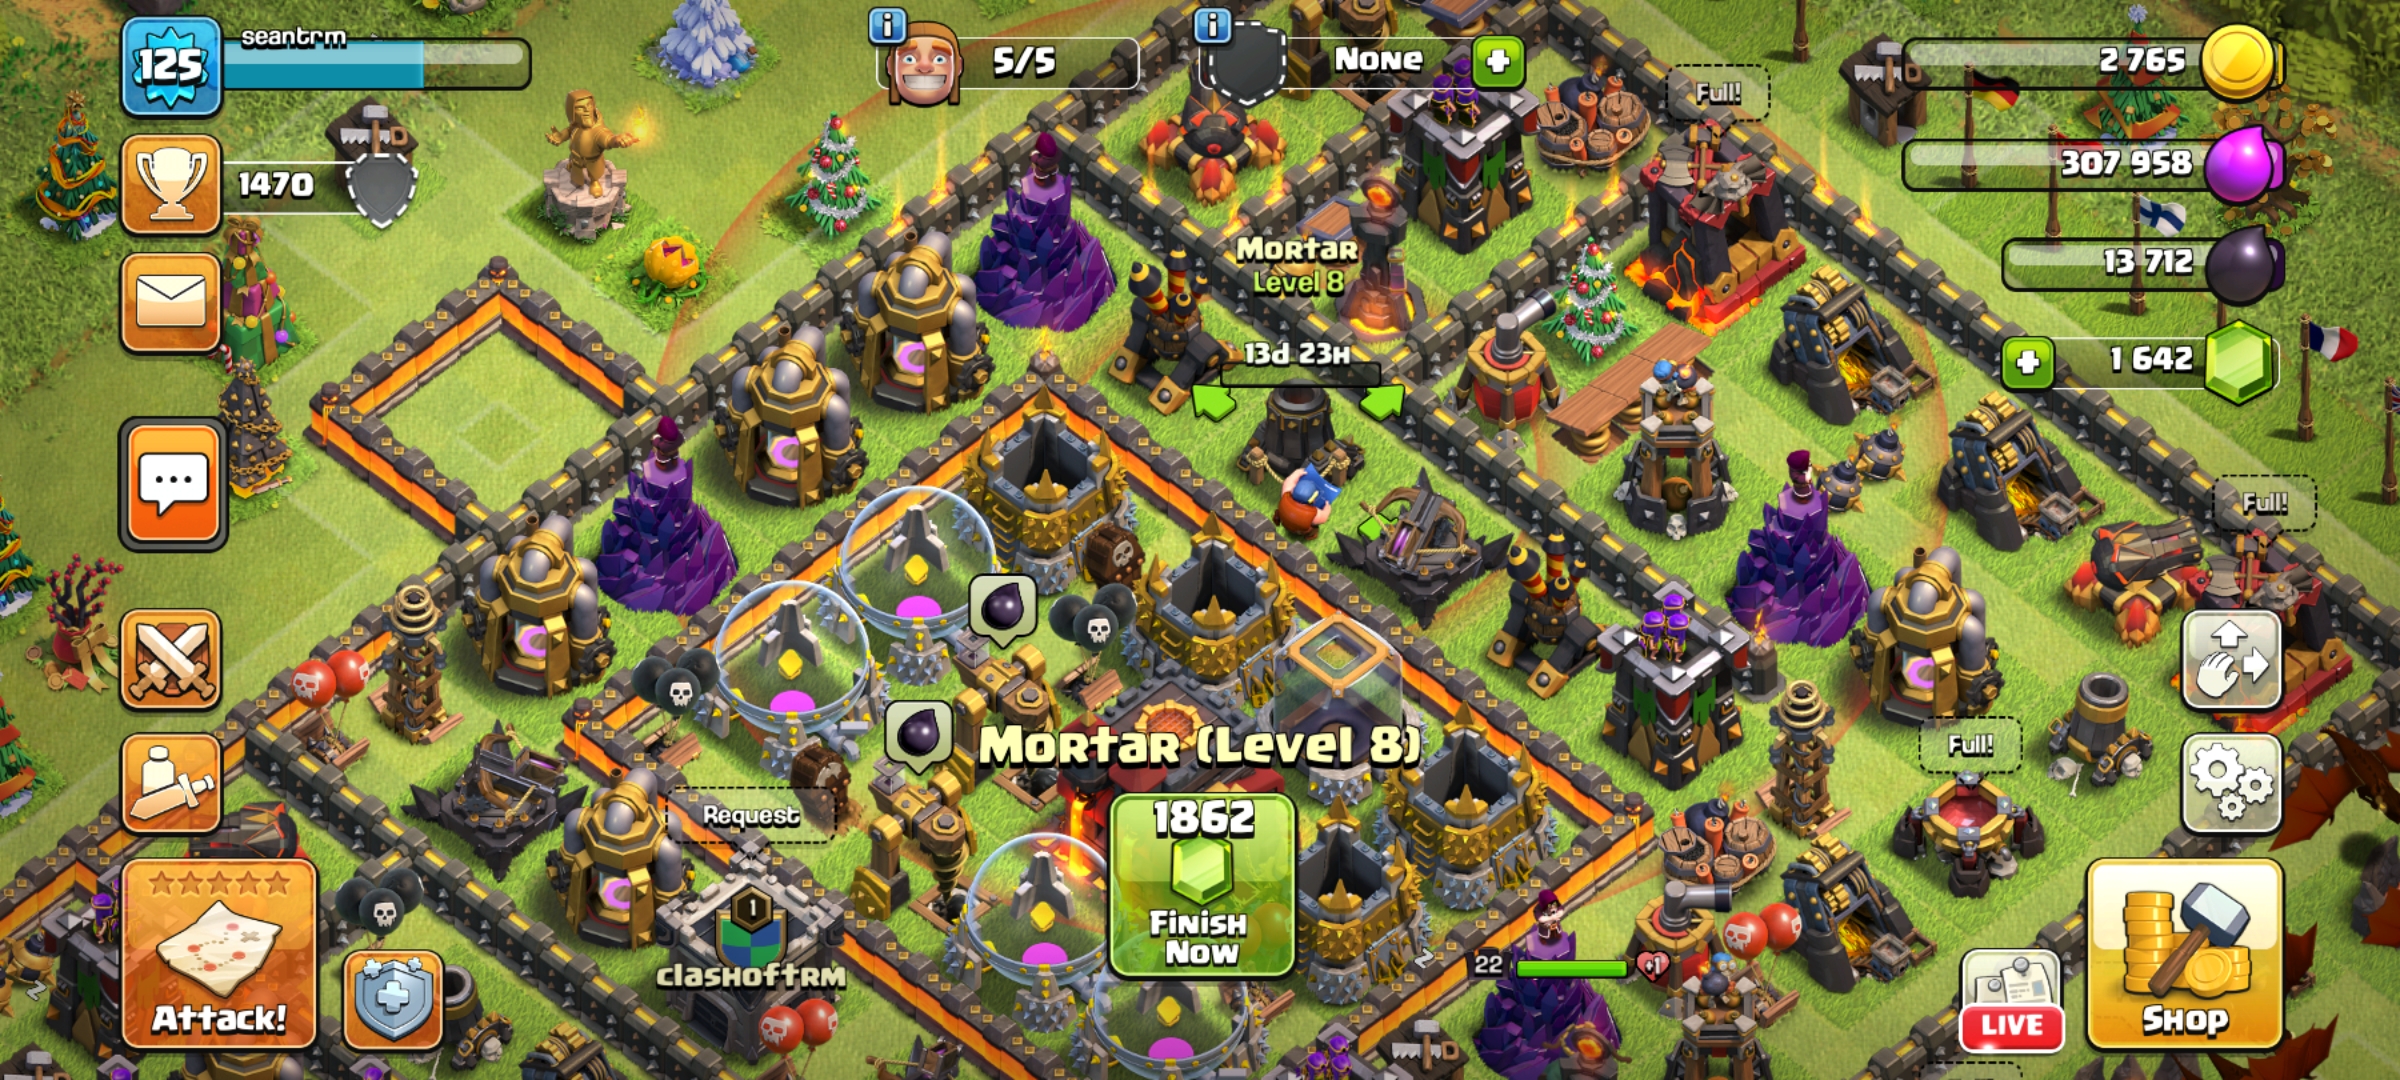 125
seantrm
5/5
None
2 765
1470
307 958
13 712
1 642
Full!
Mortar
Level 8
13d 23h
Full!
Mortar (Level 8)
Full!
Request
1862
Finish
Now
1
clashoftrm
22
+1
Attack!
LIVE
Shop